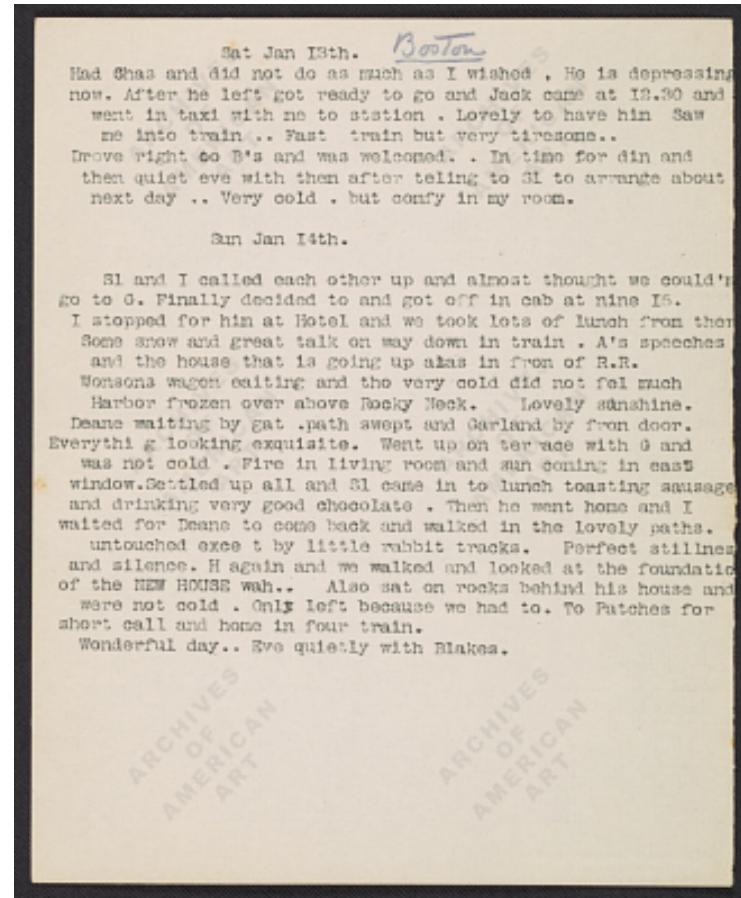 Sat Jan I3th. Boston
Had Chas and did not do as much as I wished . He is depressing
now. After he left got ready to go and Jack came at I2.30 and
went in taxi with me to ststion . Lovely to have him Saw
me into train .. Fast train but very tiresome..
Drove right to B's and was welcomed. . In time for din and
then quiet eve with then after teling to Sl to arrange about
next day .. Very cold . but comfy in my room.
Sun Jan I4th.
Sl and I called each other up and almost thought we could'n
go to G. Finally decided to and got off in cab at nine I5.
I stopped for him at Hotel and we took lots of lunch from ther
Some snow and great talk on way down in train . A's speeches
and the house that is going up alas in fron of R.R.
Monsons wagon eaiting and tho very cold did not fel much
Harbor frozen over above Rocky Neck. Lovely sunshine.
Deane waiting by gat .path swept and Garland by fron door.
Everythi g looking exquisite. Went up on ter ace with G and
was not cold . Fire in living room and sun coming in east
window.Settled up all and Sl came in to lunch toasting sausage
and drinking very good chocolate . Then he went home and I
waited for Deane to come back and walked in the lovely paths.
untouched exce t by little rabbit tracks. Perfect stillnes
and silence. H again and we walked and looked at the foundatio
of the NEW HOUSE wah.. Also sat on rocks behind his house and
were not cold . Only left because we had to. To Patches for
short call and home in four train.
Wonderful day.. Eve quietly with Blakes.
ARCHIVES
OF
AMERICAN
ART
ARCHIVES
OF
AMERICAN
ART